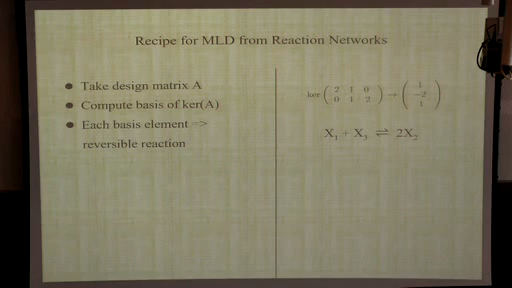 Recipe for MLD from Reaction Networks
● Take design matrix A
● Compute basis of ker(A)
● Each basis element =>
reversible reaction
ker ( 2 1 0 ; 0 1 2 ) → ( 1 ; −2 ; 1 )
X₁ + X₃ ⇌ 2X₂